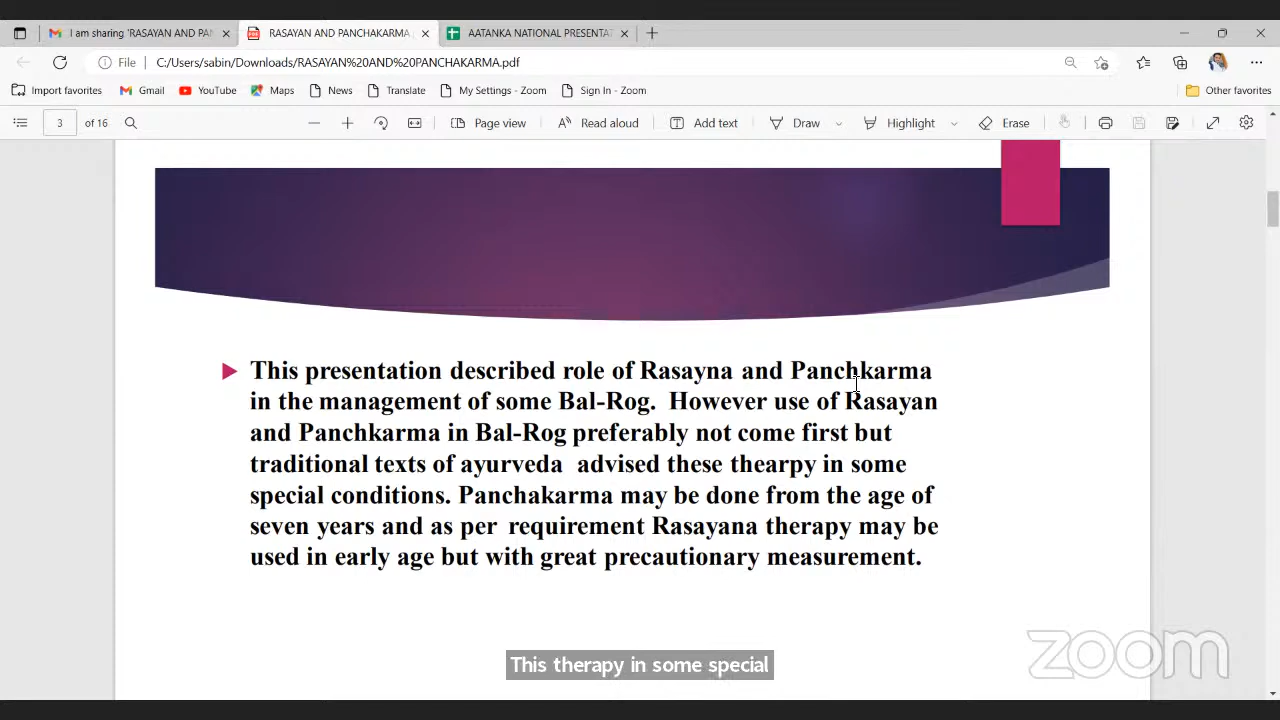 I am sharing 'RASAYAN AND PAN
RASAYAN AND PANCHAKARMA
AATANKA NATIONAL PRESENTAT
File
C:/Users/sabin/Downloads/RASAYAN%20AND%20PANCHAKARMA.pdf
Import favorites
Gmail
YouTube
Maps
News
Translate
My Settings - Zoom
Sign In - Zoom
Other favorites
3 of 16
Page view
Read aloud
Add text
Draw
Highlight
Erase
This presentation described role of Rasayna and Panchkarma
in the management of some Bal-Rog. However use of Rasayan
and Panchkarma in Bal-Rog preferably not come first but
traditional texts of ayurveda advised these thearpy in some
special conditions. Panchakarma may be done from the age of
seven years and as per requirement Rasayana therapy may be
used in early age but with great precautionary measurement.
This therapy in some special
zoom